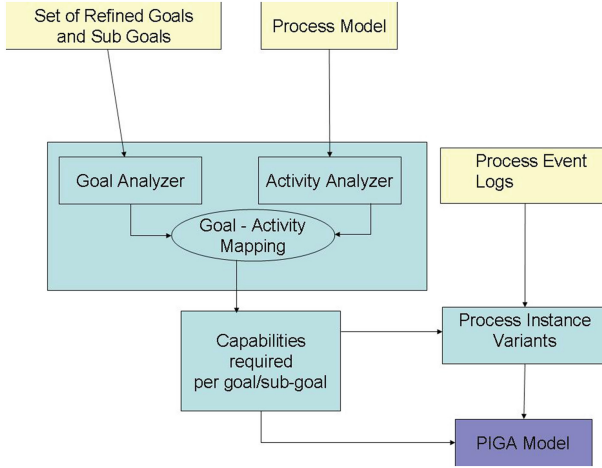 Set of Refined Goals
and Sub Goals
Process Model
Goal Analyzer
Activity Analyzer
Process Event
Logs
Goal - Activity
Mapping
Capabilities
required
per goal/sub-goal
Process Instance
Variants
PIGA Model